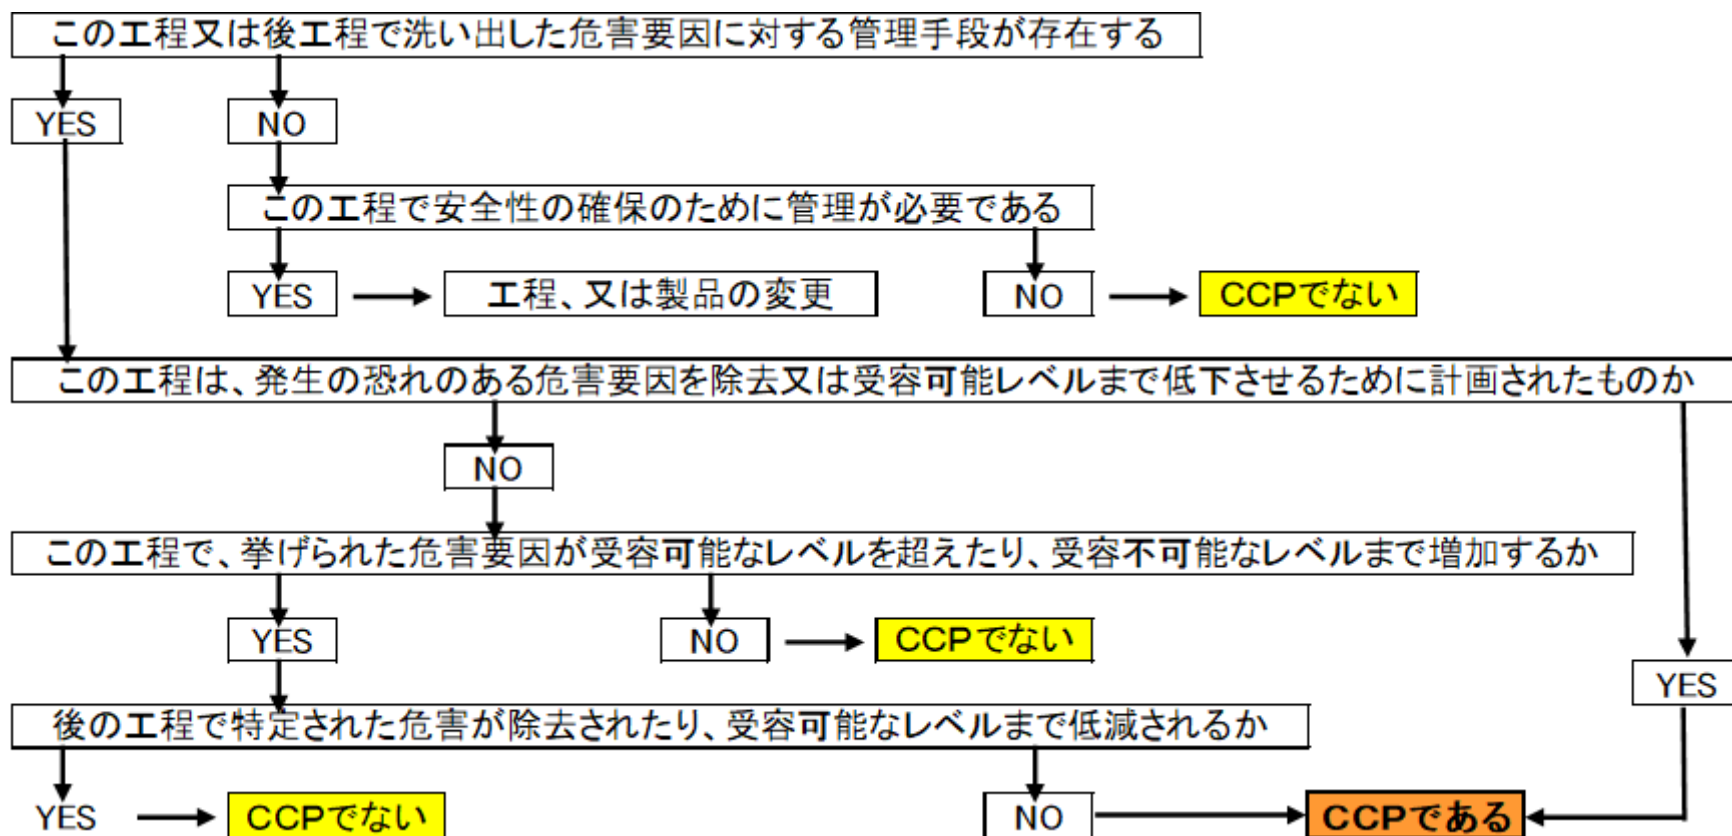 この工程又は後工程で洗い出した危害要因に対する管理手段が存在する
YES
NO
この工程で安全性の確保のために管理が必要である
YES
工程、又は製品の変更
NO
CCPでない
この工程は、発生の恐れのある危害要因を除去又は受容可能レベルまで低下させるために計画されたものか
NO
この工程で、挙げられた危害要因が受容可能なレベルを超えたり、受容不可能なレベルまで増加するか
YES
NO
CCPでない
YES
後の工程で特定された危害が除去されたり、受容可能なレベルまで低減されるか
YES
CCPでない
NO
CCPである